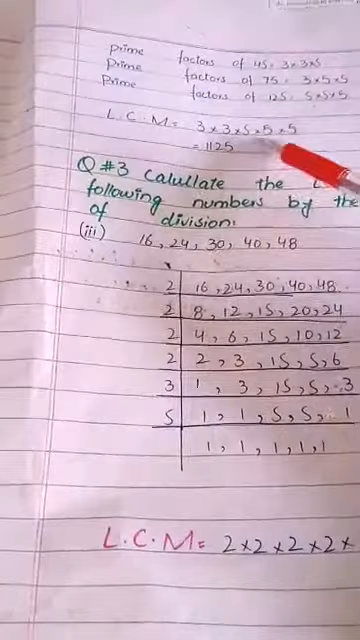 Prime factors of 45 = 3×3×5
Prime factors of 75 = 3×5×5
Prime factors of 125 = 5×5×5
L.C.M = 3×3×5×5×5
= 1125
Q #3 Calullate the L
following numbers by the
of division:
(iii) 16, 24, 30, 40, 48
2 16, 24, 30, 40, 48
2 8, 12, 15, 20, 24
2 4, 6, 15, 10, 12
2 2, 3, 15, 5, 6
3 1, 3, 15, 5, 3
5 1, 1, 5, 5, 1
1, 1, 1, 1, 1
L.C.M = 2×2×2×2×